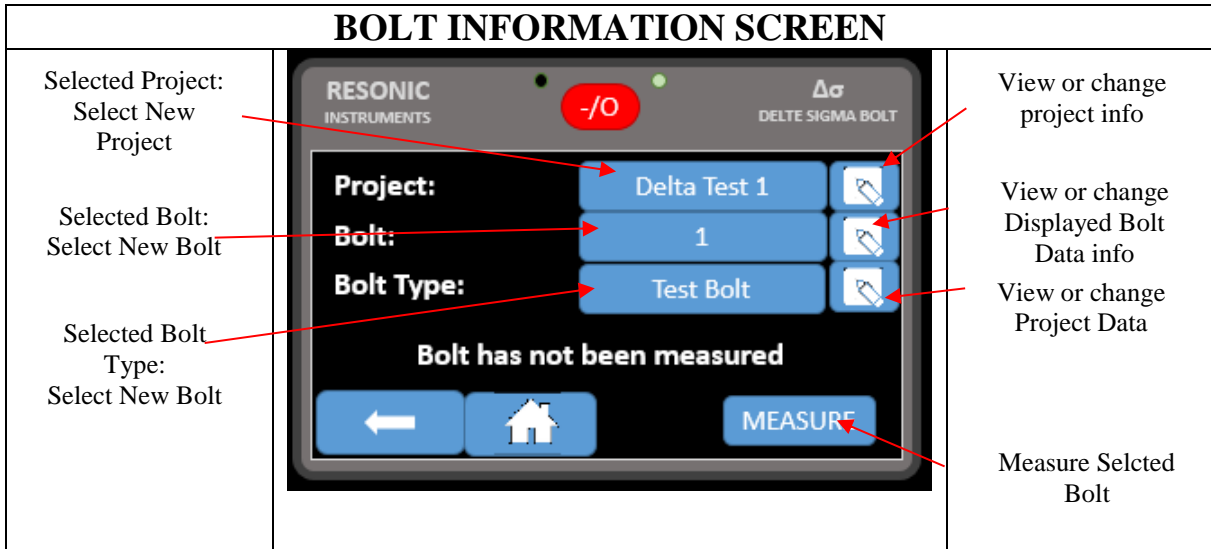 BOLT INFORMATION SCREEN
Selected Project:
Select New
Project
Selected Bolt:
Select New Bolt
Selected Bolt
Type:
Select New Bolt
RESONIC
INSTRUMENTS
-/O
Δσ
DELTE SIGMA BOLT
Project:
Delta Test 1
Bolt:
1
Bolt Type:
Test Bolt
Bolt has not been measured
MEASURE
View or change
project info
View or change
Displayed Bolt
Data info
View or change
Project Data
Measure Selcted
Bolt